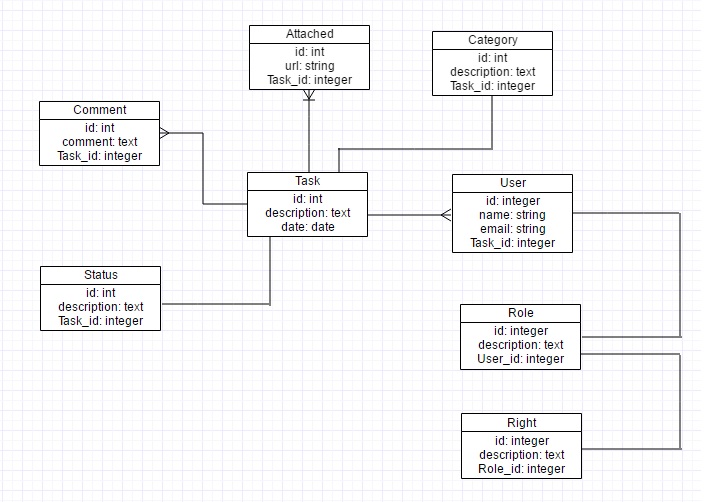 Attached
id: int
url: string
Task_id: integer
Category
id: int
description: text
Task_id: integer
Comment
id: int
comment: text
Task_id: integer
Task
id: int
description: text
date: date
User
id: integer
name: string
email: string
Task_id: integer
Status
id: int
description: text
Task_id: integer
Role
id: integer
description: text
User_id: integer
Right
id: integer
description: text
Role_id: integer